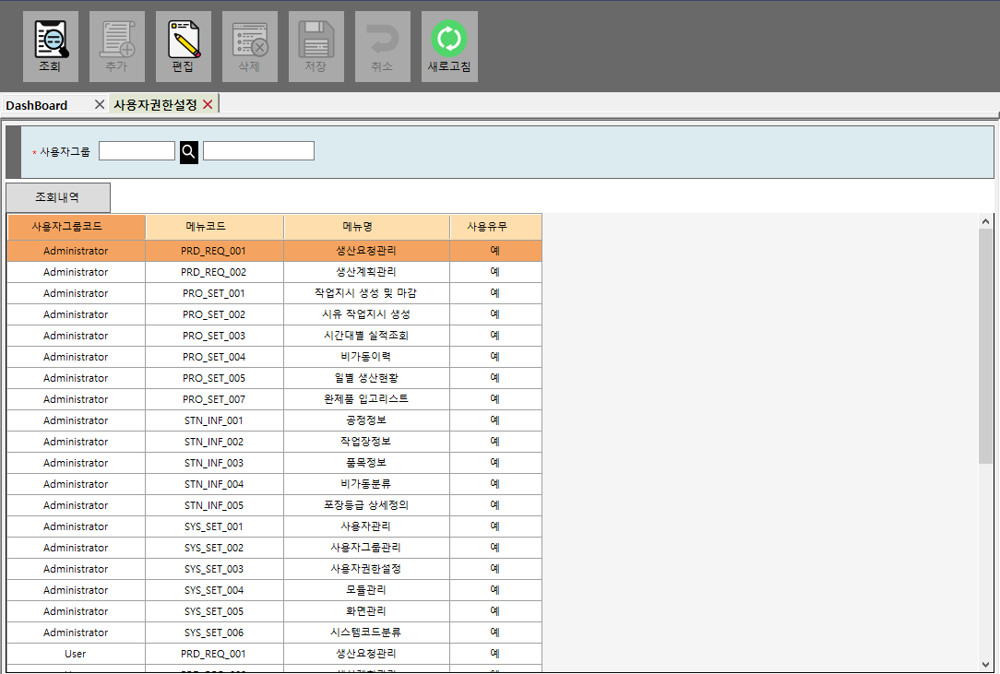 조회 추가 편집 삭제 저장 취소 새로고침
DashBoard 사용자권한설정
* 사용자그룹
조회내역
사용자그룹코드 메뉴코드 메뉴명 사용유무
Administrator PRD_REQ_001 생산요청관리 예
Administrator PRD_REQ_002 생산계획관리 예
Administrator PRO_SET_001 작업지시 생성 및 마감 예
Administrator PRO_SET_002 시유 작업지시 생성 예
Administrator PRO_SET_003 시간대별 실적조회 예
Administrator PRO_SET_004 비가동이력 예
Administrator PRO_SET_005 일별 생산현황 예
Administrator PRO_SET_007 완제품 입고리스트 예
Administrator STN_INF_001 공정정보 예
Administrator STN_INF_002 작업장정보 예
Administrator STN_INF_003 품목정보 예
Administrator STN_INF_004 비가동분류 예
Administrator STN_INF_005 포장등급 상세정의 예
Administrator SYS_SET_001 사용자관리 예
Administrator SYS_SET_002 사용자그룹관리 예
Administrator SYS_SET_003 사용자권한설정 예
Administrator SYS_SET_004 모듈관리 예
Administrator SYS_SET_005 화면관리 예
Administrator SYS_SET_006 시스템코드분류 예
User PRD_REQ_001 생산요청관리 예